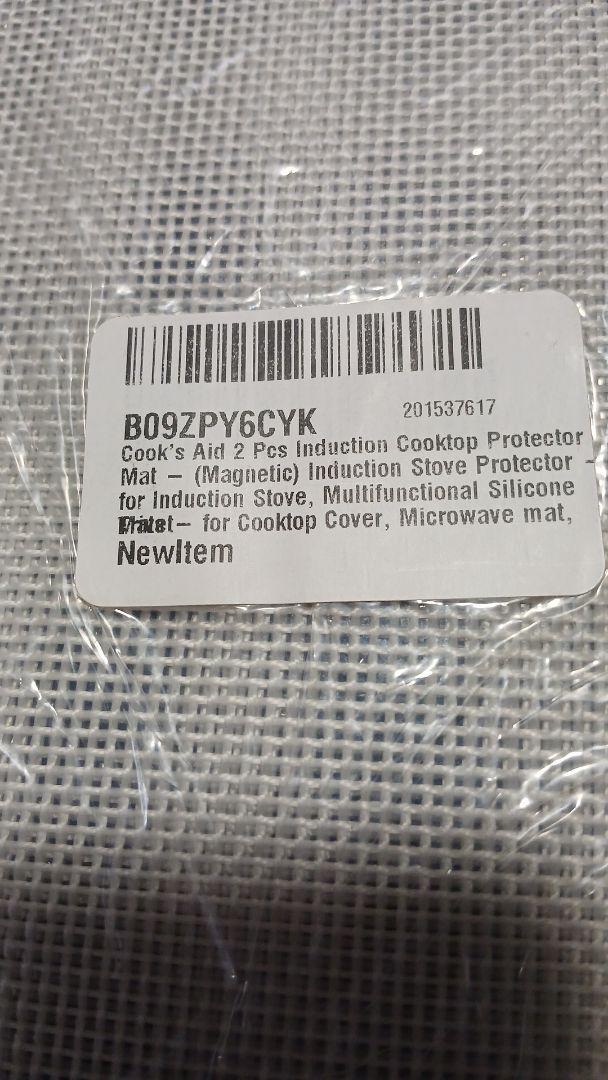 B09ZPY6CYK
201537617
Cook's Aid 2 Pcs Induction Cooktop Protector
Mat – (Magnetic) Induction Stove Protector –
for Induction Stove, Multifunctional Silicone
– for Cooktop Cover, Microwave mat,
NewItem